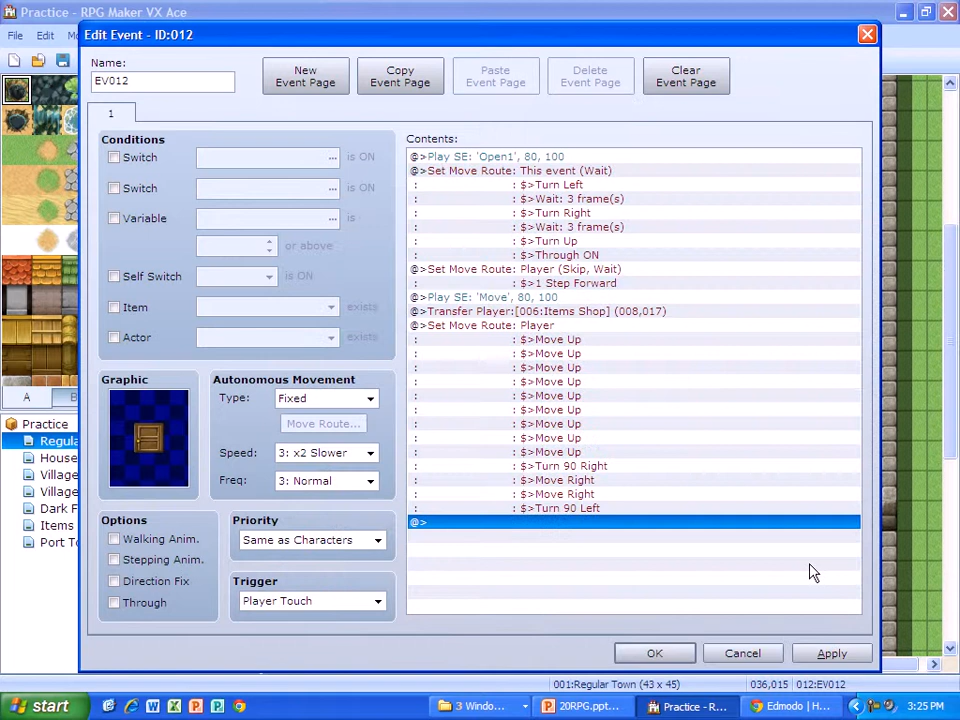 Practice - RPG Maker VX Ace
File Edit
Edit Event - ID:012
Name:
EV012
New Event Page
Copy Event Page
Paste Event Page
Delete Event Page
Clear Event Page
1
Conditions
Switch ... is ON
Switch ... is ON
Variable ... is
or above
Self Switch is ON
Item exists
Actor exists
Graphic
Autonomous Movement
Type: Fixed
Move Route...
Speed: 3: x2 Slower
Freq: 3: Normal
Options
Walking Anim.
Stepping Anim.
Direction Fix
Through
Priority
Same as Characters
Trigger
Player Touch
Contents:
@>Play SE: 'Open1', 80, 100
@>Set Move Route: This event (Wait)
: : $>Turn Left
: : $>Wait: 3 frame(s)
: : $>Turn Right
: : $>Wait: 3 frame(s)
: : $>Turn Up
: : $>Through ON
@>Set Move Route: Player (Skip, Wait)
: : $>1 Step Forward
@>Play SE: 'Move', 80, 100
@>Transfer Player:[006:Items Shop] (008,017)
@>Set Move Route: Player
: : $>Move Up
: : $>Move Up
: : $>Move Up
: : $>Move Up
: : $>Move Up
: : $>Move Up
: : $>Move Up
: : $>Move Up
: : $>Move Up
: : $>Turn 90 Right
: : $>Move Right
: : $>Move Right
: : $>Turn 90 Left
@>
OK Cancel Apply
A
Practice
Regula
House
Village
Village
Dark F
Items
Port T
001:Regular Town (43 x 45) 036,015 012:EV012
start
3 Windo...
20RPG.ppt...
Practice - R...
Edmodo | H...
3:25 PM